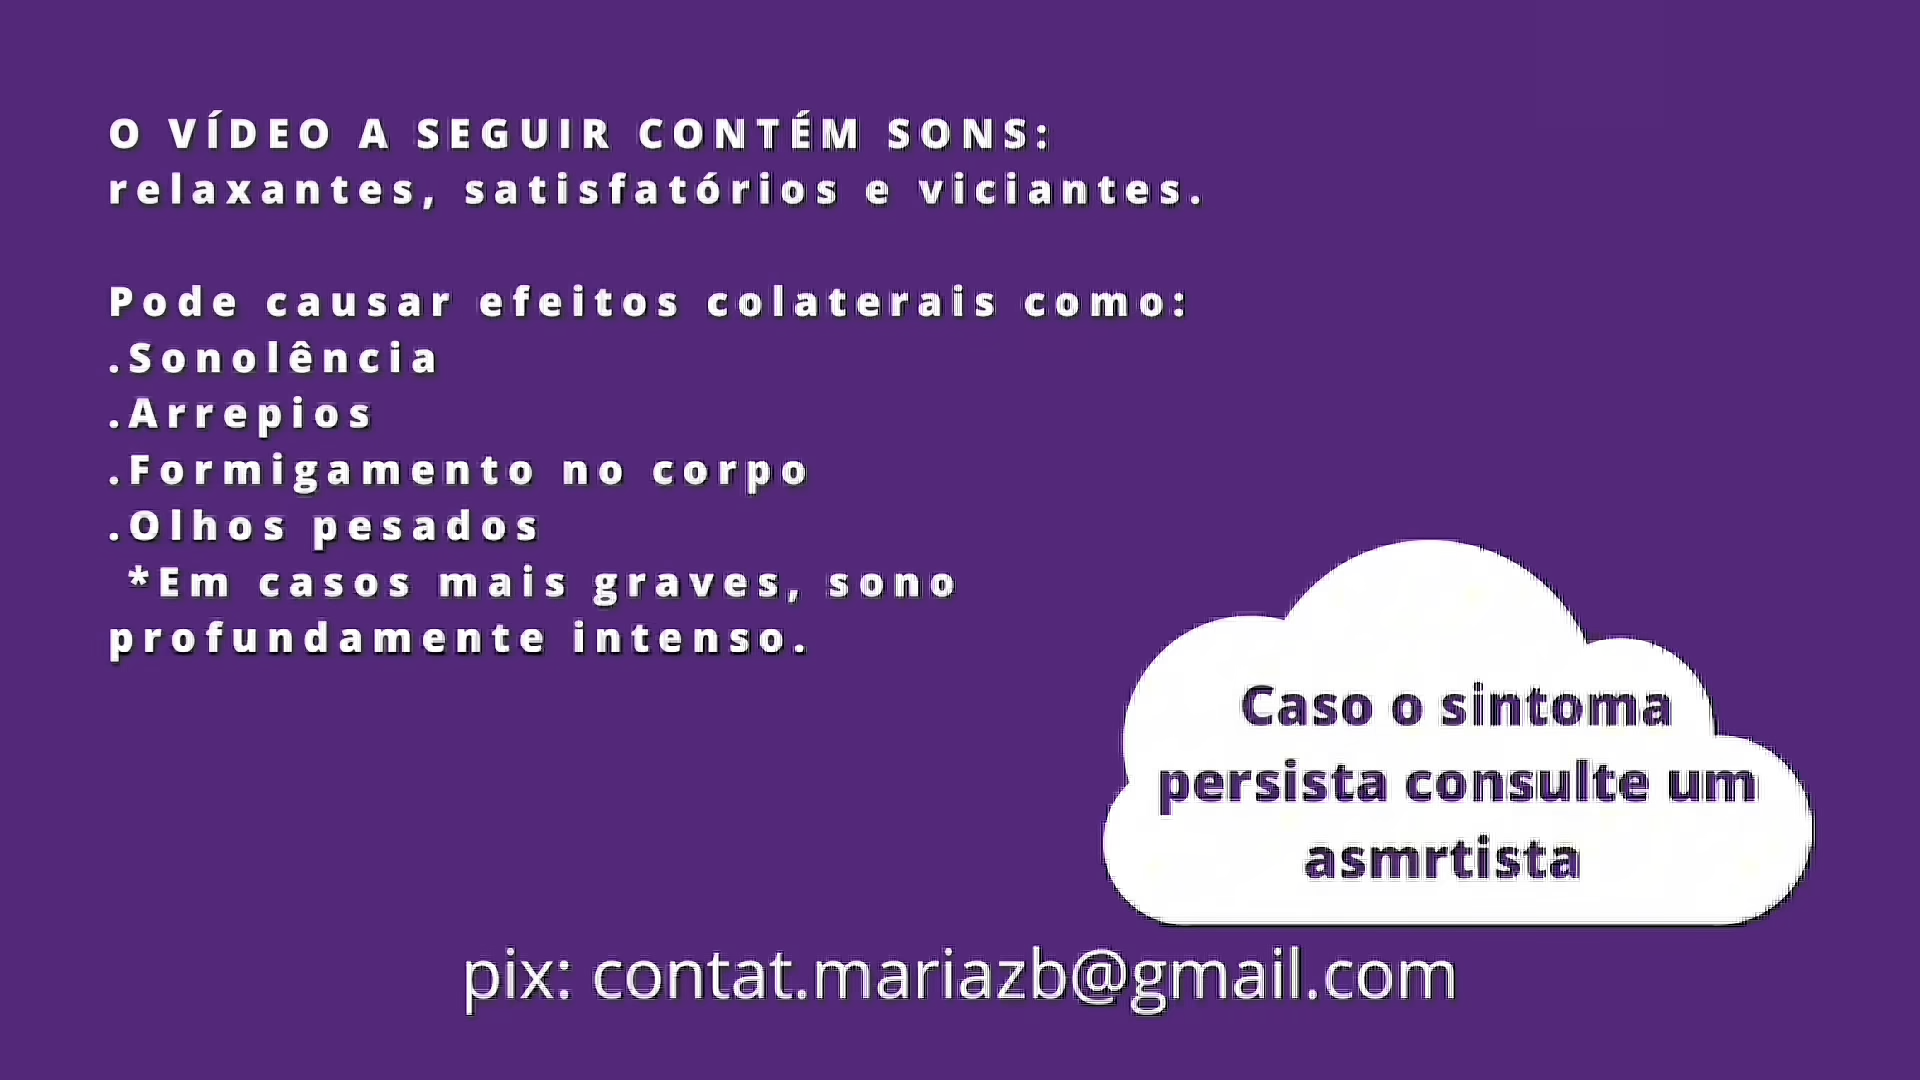 O VÍDEO A SEGUIR CONTÉM SONS:
relaxantes, satisfatórios e viciantes.
Pode causar efeitos colaterais como:
.Sonolência
.Arrepios
.Formigamento no corpo
.Olhos pesados
*Em casos mais graves, sono
profundamente intenso.
Caso o sintoma
persista consulte um
asmrtista
pix: contat.mariazb@gmail.com